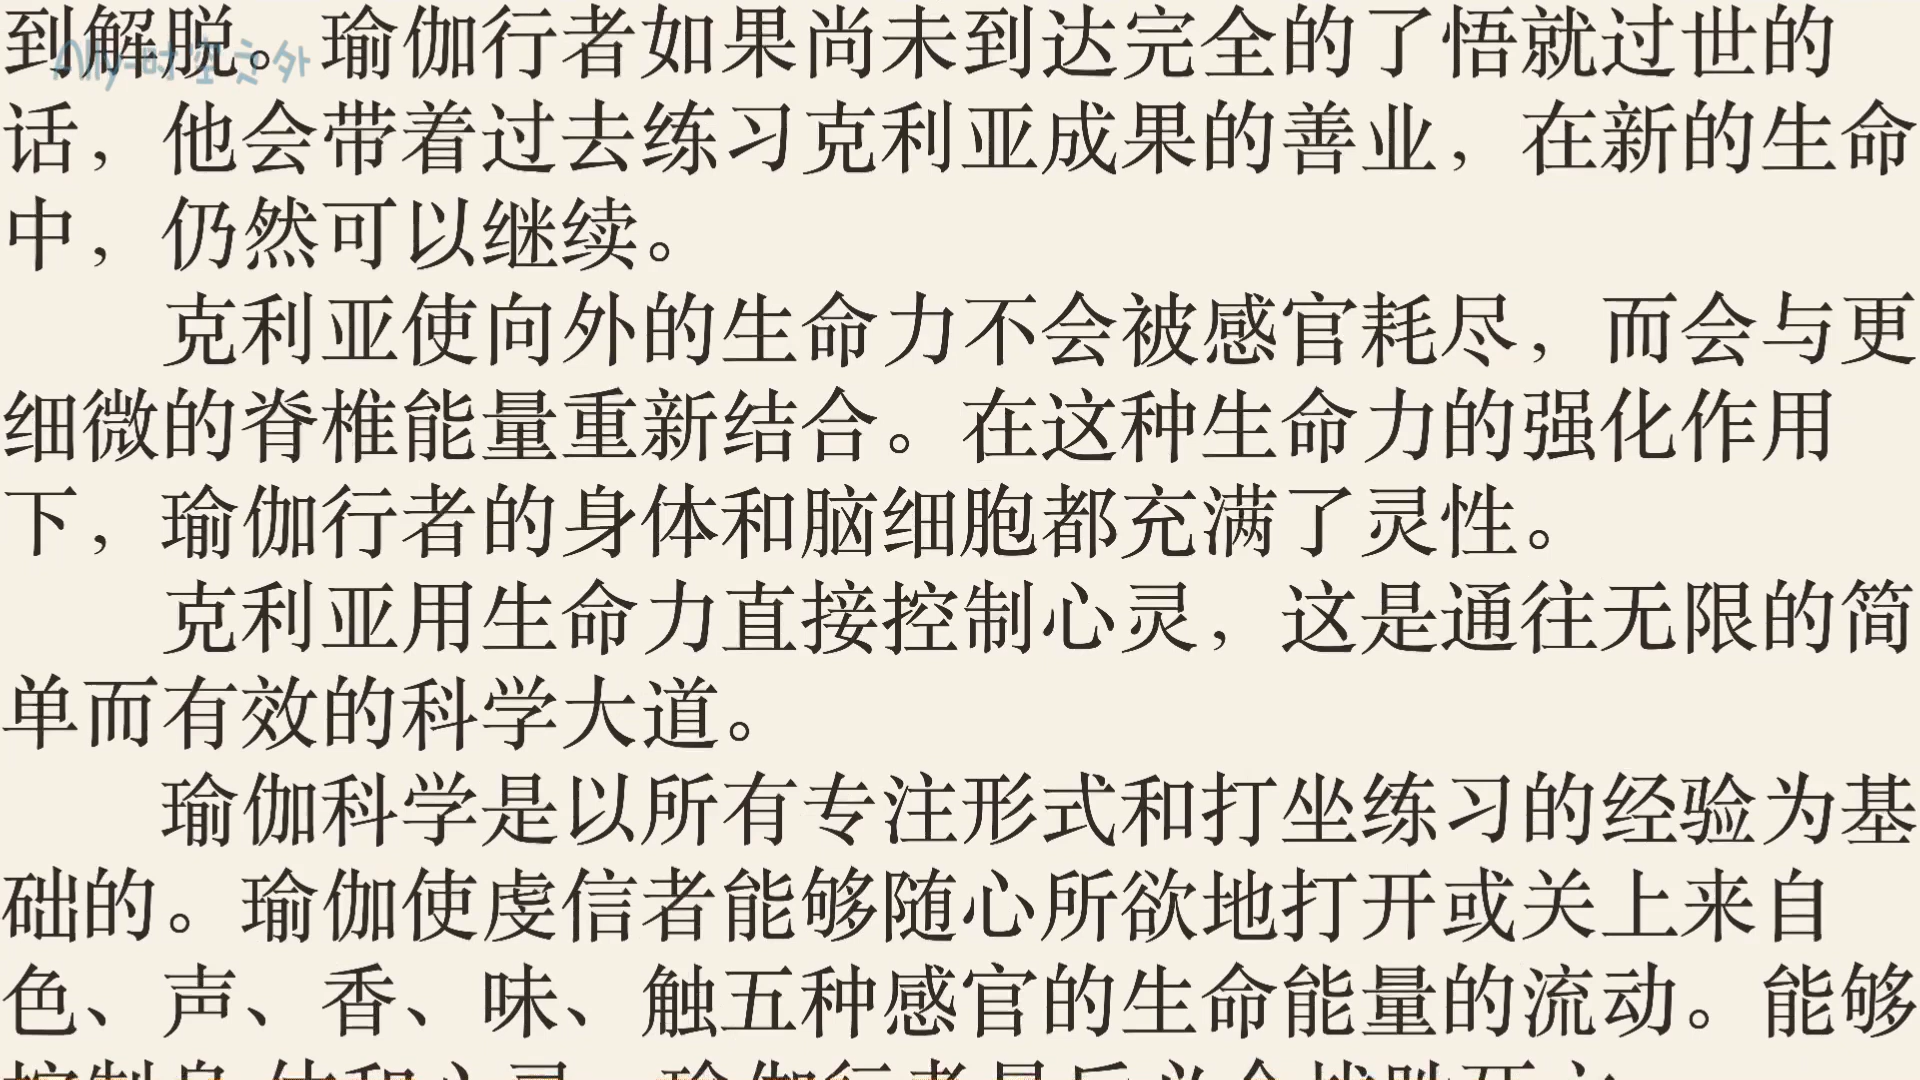 到解脱。瑜伽行者如果尚未到达完全的了悟就过世的
话，他会带着过去练习克利亚成果的善业，在新的生命
中，仍然可以继续。
克利亚使向外的生命力不会被感官耗尽，而会与更
细微的脊椎能量重新结合。在这种生命力的强化作用
下，瑜伽行者的身体和脑细胞都充满了灵性。
克利亚用生命力直接控制心灵，这是通往无限的简
单而有效的科学大道。
瑜伽科学是以所有专注形式和打坐练习的经验为基
础的。瑜伽使虔信者能够随心所欲地打开或关上来自
色、声、香、味、触五种感官的生命能量的流动。能够